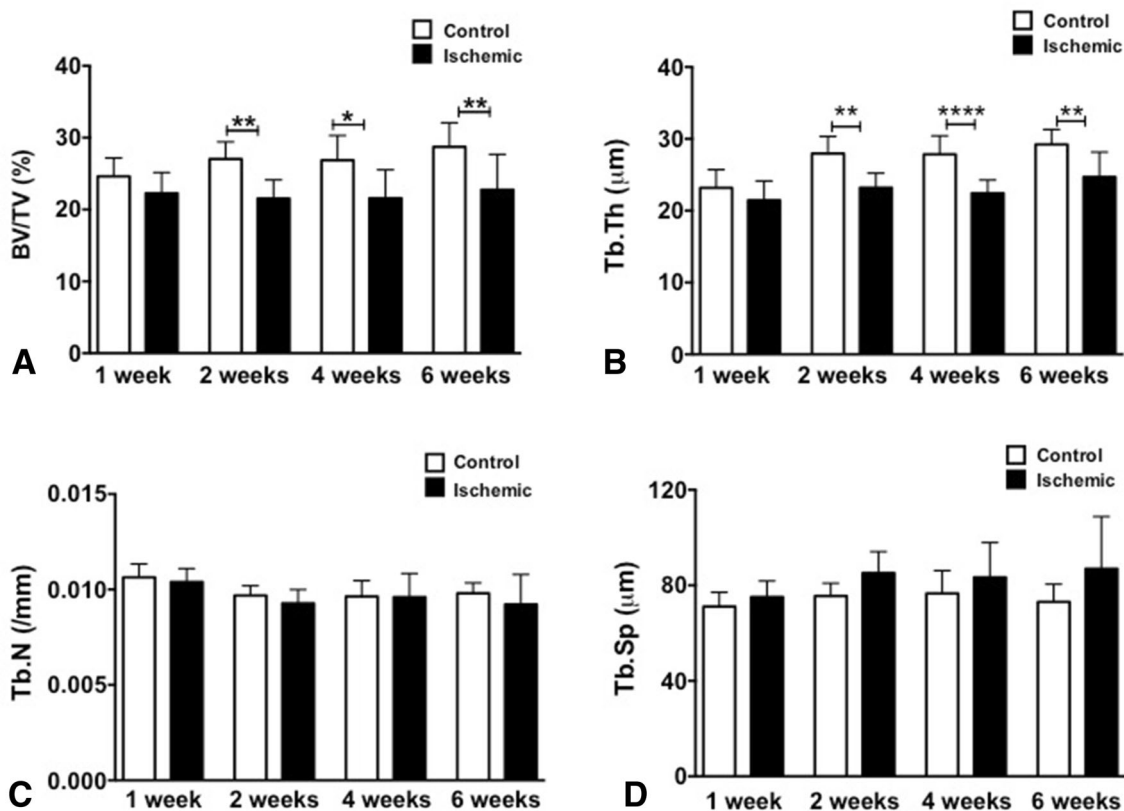 Control
Ischemic
40
30
20
10
0
BV/TV (%)
** * **
1 week 2 weeks 4 weeks 6 weeks
A
Control
Ischemic
40
30
20
10
0
Tb.Th (μm)
** **** **
1 week 2 weeks 4 weeks 6 weeks
B
Control
Ischemic
0.015
0.010
0.005
0.000
Tb.N (/mm)
1 week 2 weeks 4 weeks 6 weeks
C
Control
Ischemic
120
80
40
0
Tb.Sp (μm)
1 week 2 weeks 4 weeks 6 weeks
D